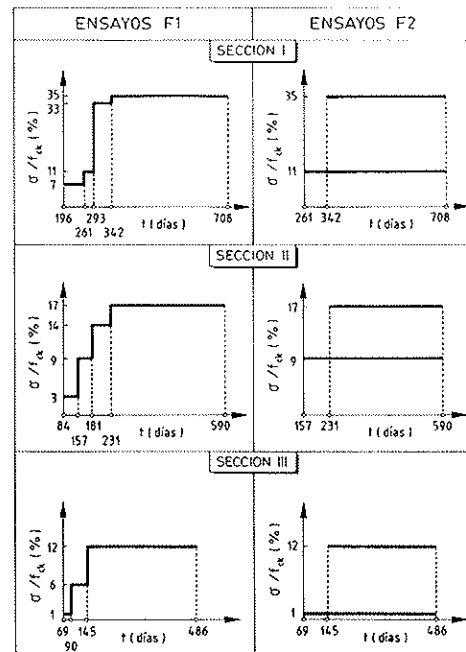 ENSAYOS F1
ENSAYOS F2
SECCION I
σ/f_ck (%)
35
33
11
7
196
261
293
342
708
t (días)
σ/f_ck (%)
35
11
261
342
708
t (días)
SECCION II
σ/f_ck (%)
17
14
9
3
84
157
181
231
590
t (días)
σ/f_ck (%)
17
9
157
231
590
t (días)
SECCION III
σ/f_ck (%)
12
6
1
69
90
145
486
t (días)
σ/f_ck (%)
12
1
69
145
486
t (días)